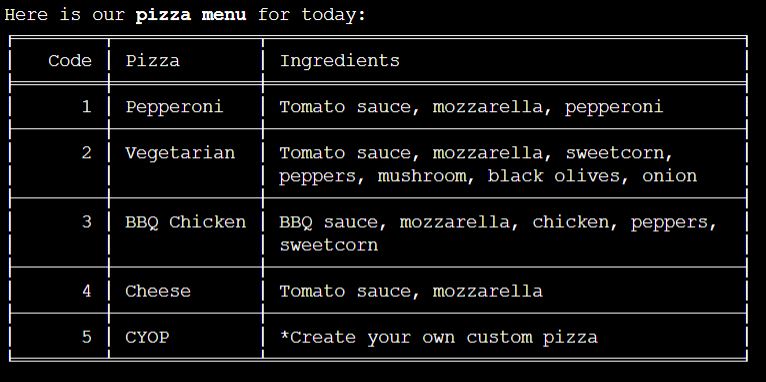 Here is our pizza menu for today:
Code Pizza Ingredients
1 Pepperoni Tomato sauce, mozzarella, pepperoni
2 Vegetarian Tomato sauce, mozzarella, sweetcorn,
peppers, mushroom, black olives, onion
3 BBQ Chicken BBQ sauce, mozzarella, chicken, peppers,
sweetcorn
4 Cheese Tomato sauce, mozzarella
5 CYOP *Create your own custom pizza